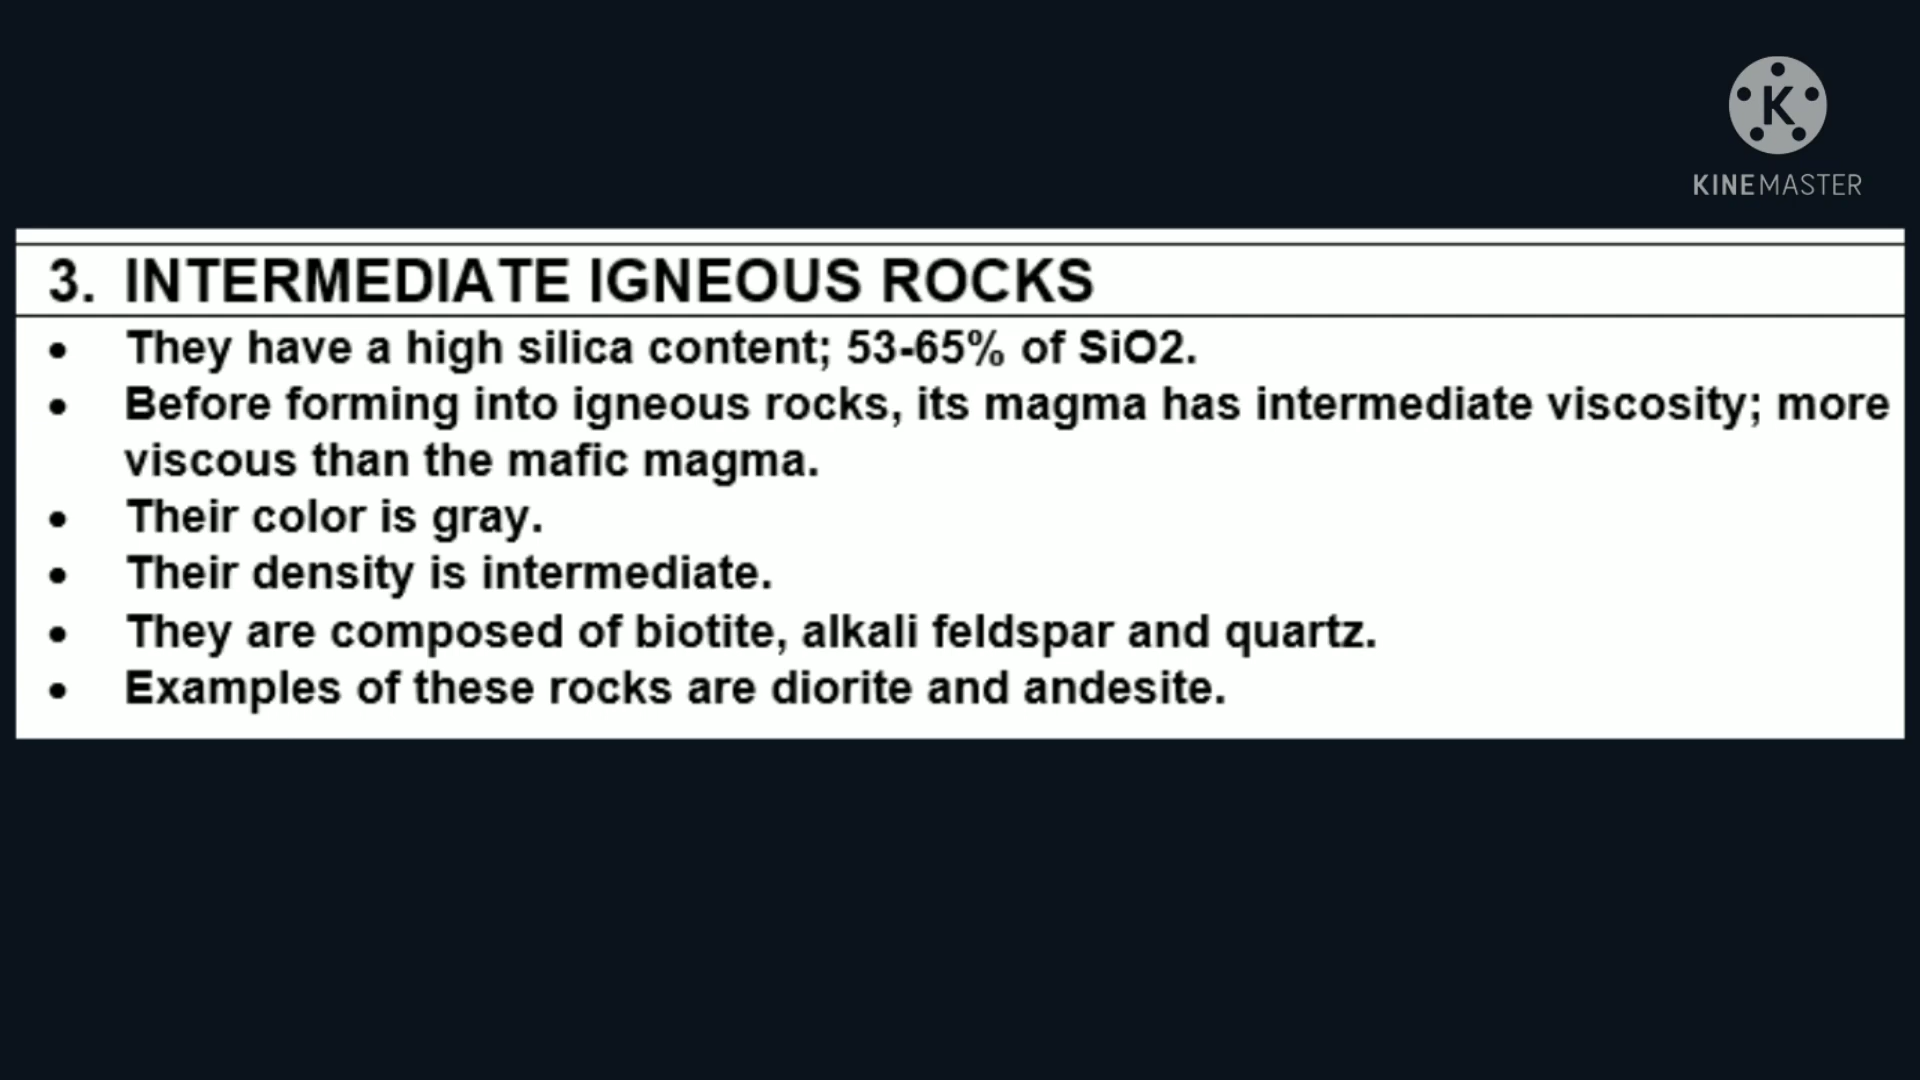 K
KINEMASTER
3. INTERMEDIATE IGNEOUS ROCKS
• They have a high silica content; 53-65% of SiO2.
• Before forming into igneous rocks, its magma has intermediate viscosity; more
viscous than the mafic magma.
• Their color is gray.
• Their density is intermediate.
• They are composed of biotite, alkali feldspar and quartz.
• Examples of these rocks are diorite and andesite.